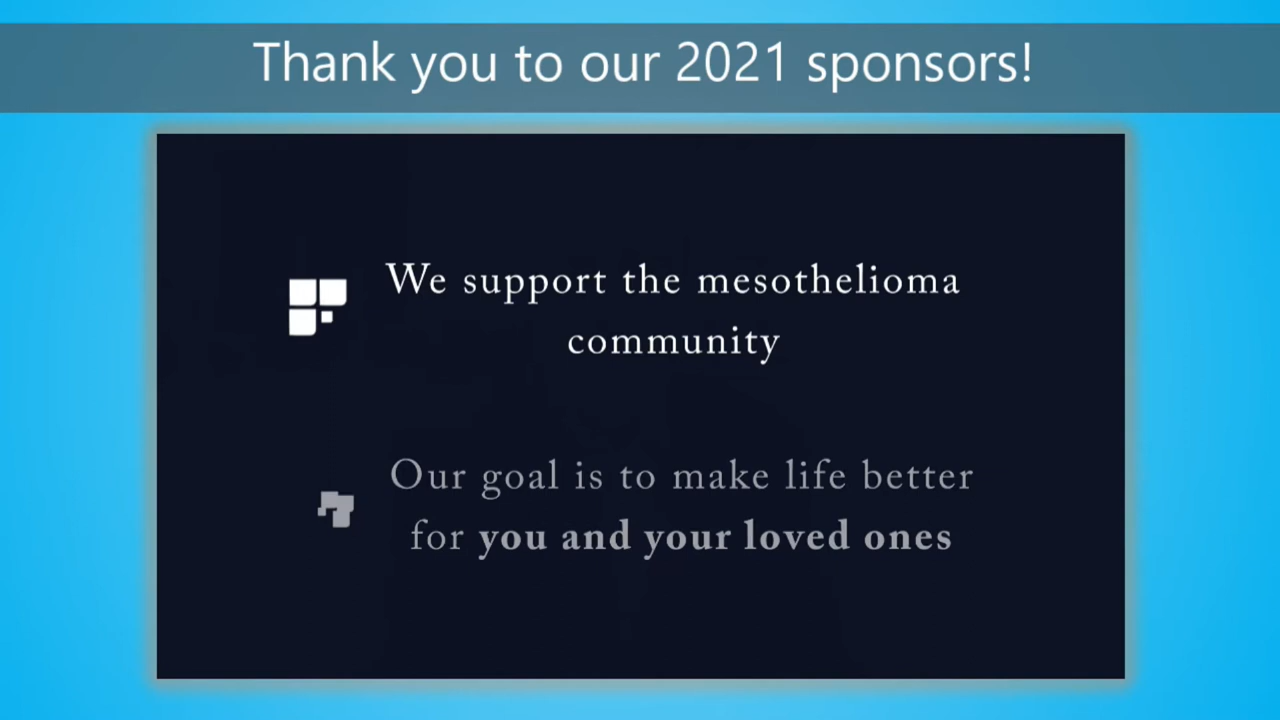 Thank you to our 2021 sponsors!
We support the mesothelioma
community
Our goal is to make life better
for you and your loved ones